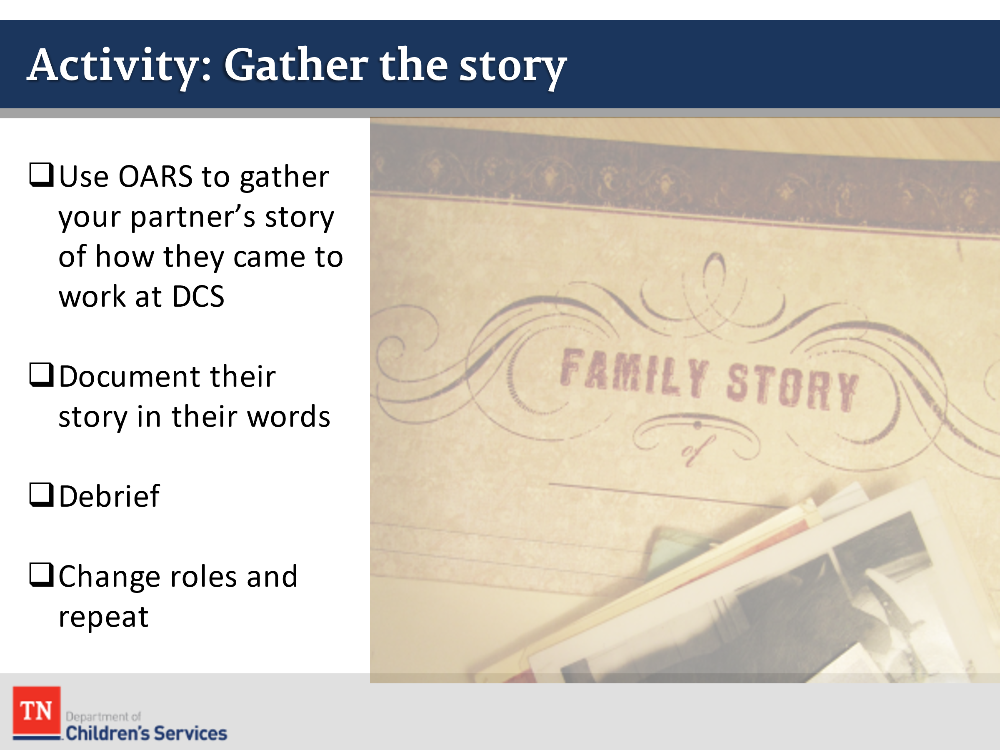 Activity: Gather the story
Use OARS to gather
your partner’s story
of how they came to
work at DCS
Document their
story in their words
Debrief
Change roles and
repeat
FAMILY STORY
of
TN
Department of
Children’s Services